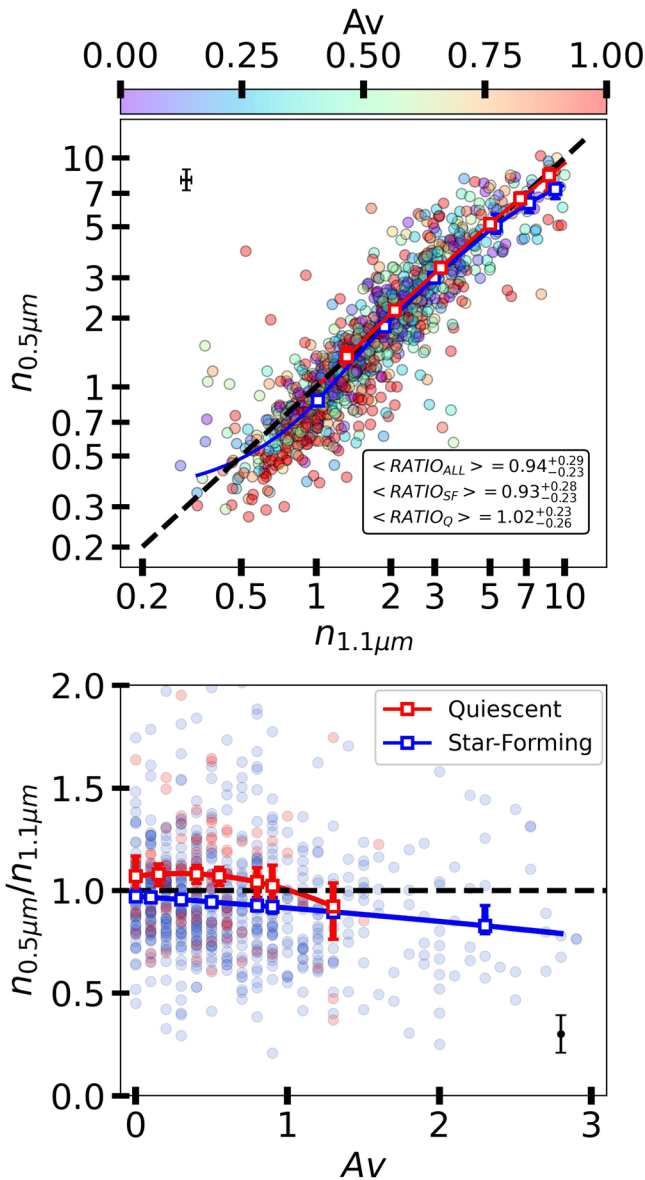 Av
0.00 0.25 0.50 0.75 1.00
10
7
5
3
2
1
0.7
0.5
0.3
0.2
n0.5μm
<RATIO_ALL> = 0.94^{+0.29}_{-0.23}
<RATIO_SF> = 0.93^{+0.28}_{-0.23}
<RATIO_Q> = 1.02^{+0.23}_{-0.26}
0.2 0.5 1 2 3 5 7 10
n1.1μm
2.0
1.5
1.0
0.5
0.0
n0.5μm/n1.1μm
Quiescent
Star-Forming
0 1 2 3
Av